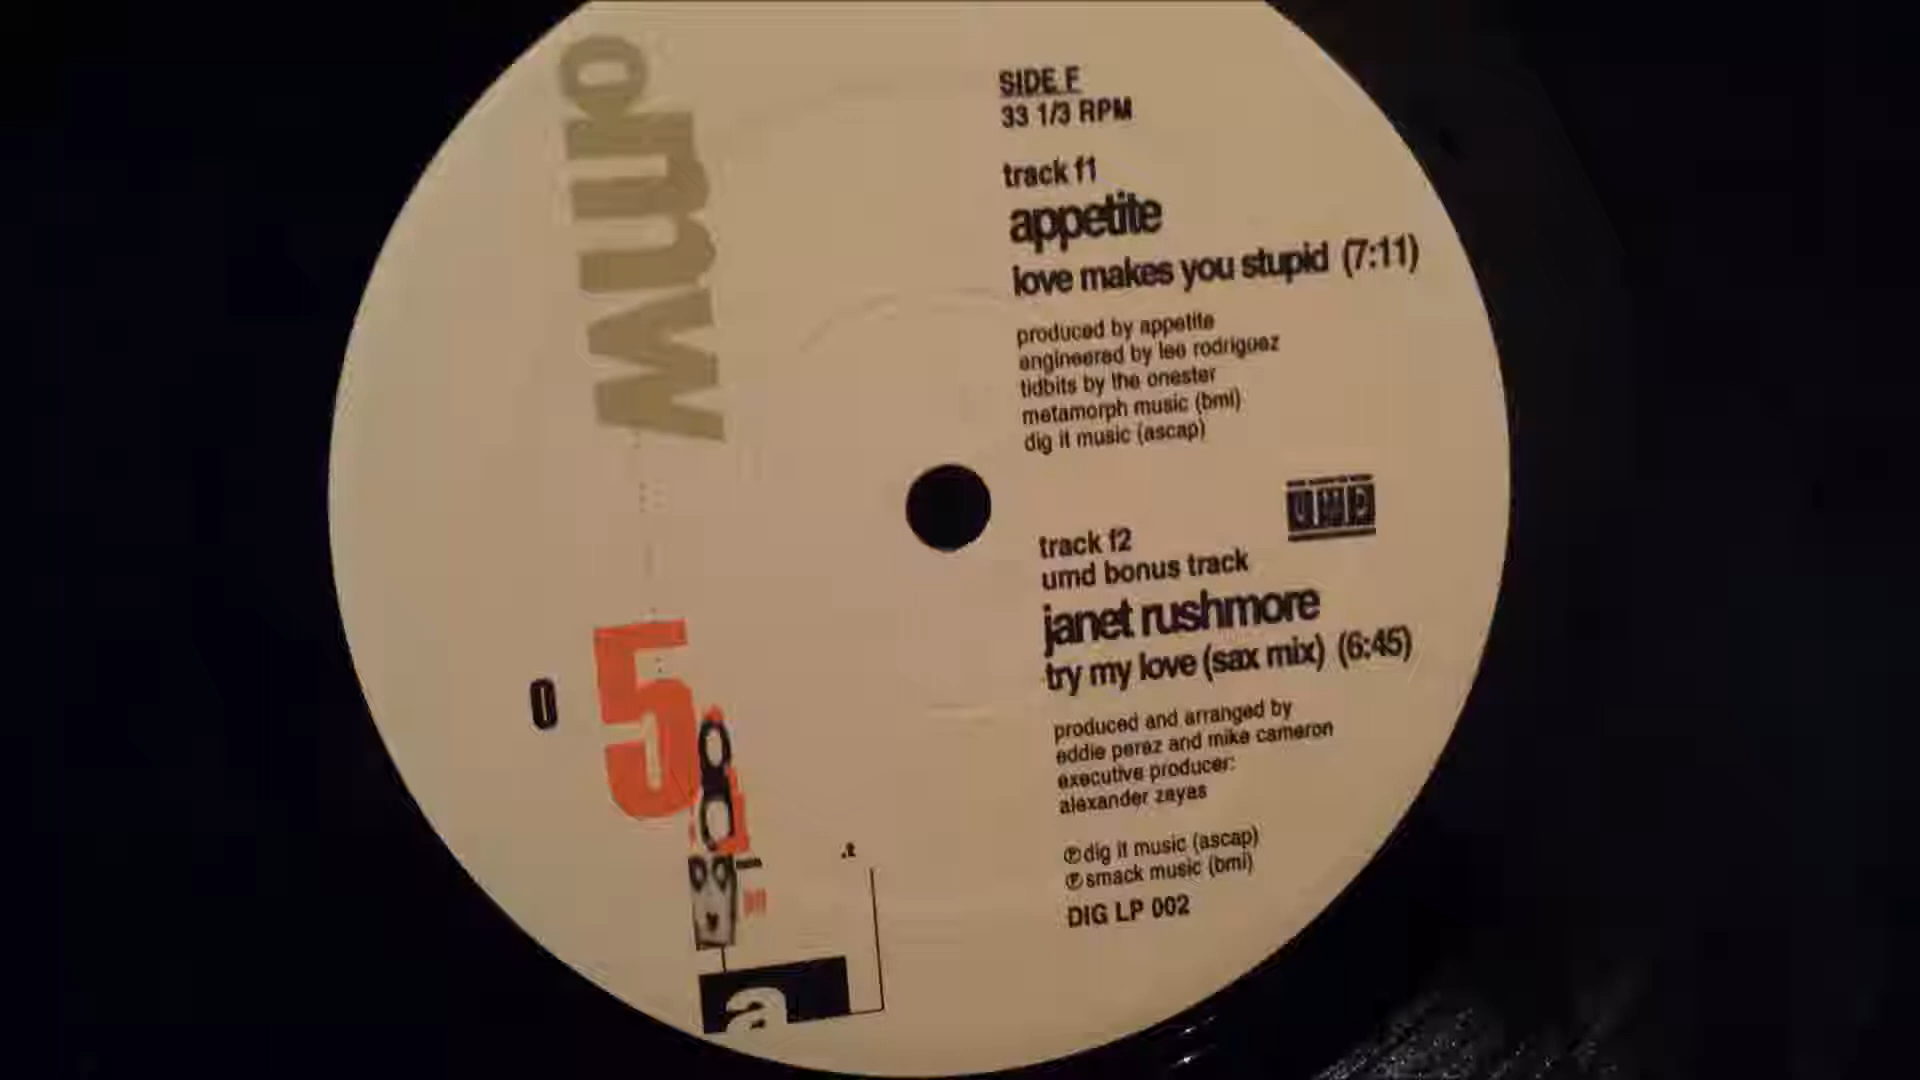 SIDE F
33 1/3 RPM
track f1
appetite
love makes you stupid (7:11)
produced by appetite
engineered by lee rodriguez
tidbits by the onester
metamorph music (bmi)
dig it music (ascap)
UMD
track f2
umd bonus track
janet rushmore
try my love (sax mix) (6:45)
produced and arranged by
eddie perez and mike cameron
executive producer:
alexander zayas
℗ dig it music (ascap)
℗ smack music (bmi)
DIG LP 002
0
5
a